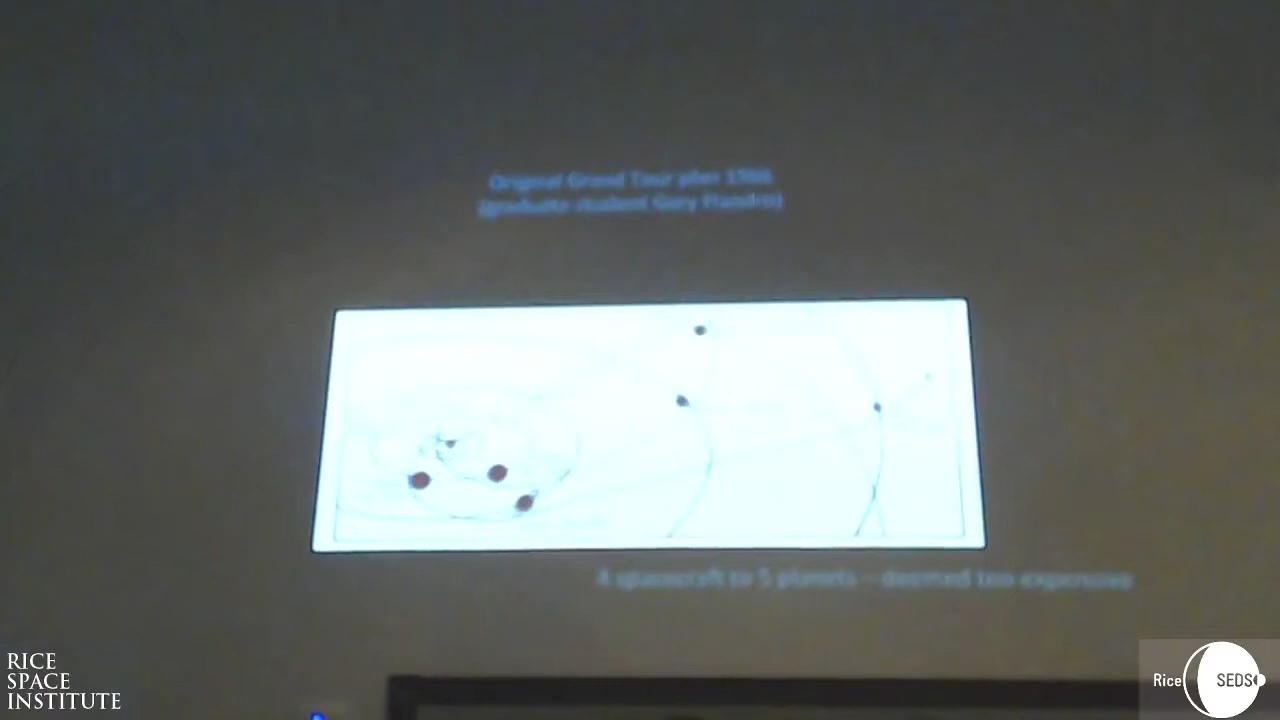 Original Grand Tour plan 1966
(graduate student Gary Flandro)
4 spacecraft to 5 planets – deemed too expensive
RICE
SPACE
INSTITUTE
Rice SEDS